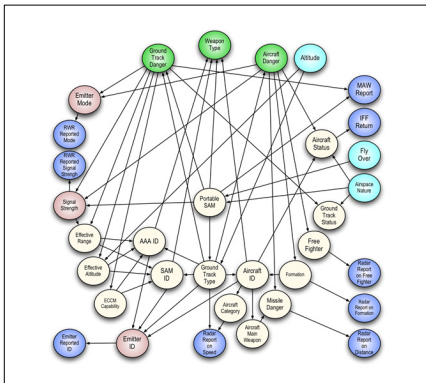 Ground
Track
Danger
Weapon
Type
Aircraft
Danger
Altitude
Emitter
Mode
MAW
Report
RWR
Reported
Mode
IFF
Return
RWR
Reported
Signal
Strength
Aircraft
Status
Fly
Over
Signal
Strength
Portable
SAM
Airspace
Nature
Ground
Track
Status
Effective
Range
AAA ID
Free
Fighter
Effective
Altitude
SAM
ID
Ground
Track
Type
Aircraft
ID
Formation
Radar
Report
on Free
Fighter
ECCM
Capability
Aircraft
Category
Missile
Danger
Radar
Report on
Formation
Emitter
Reported
ID
Emitter
ID
Radar
Report
on
Speed
Aircraft
Main
Weapon
Radar
Report
on
Distance